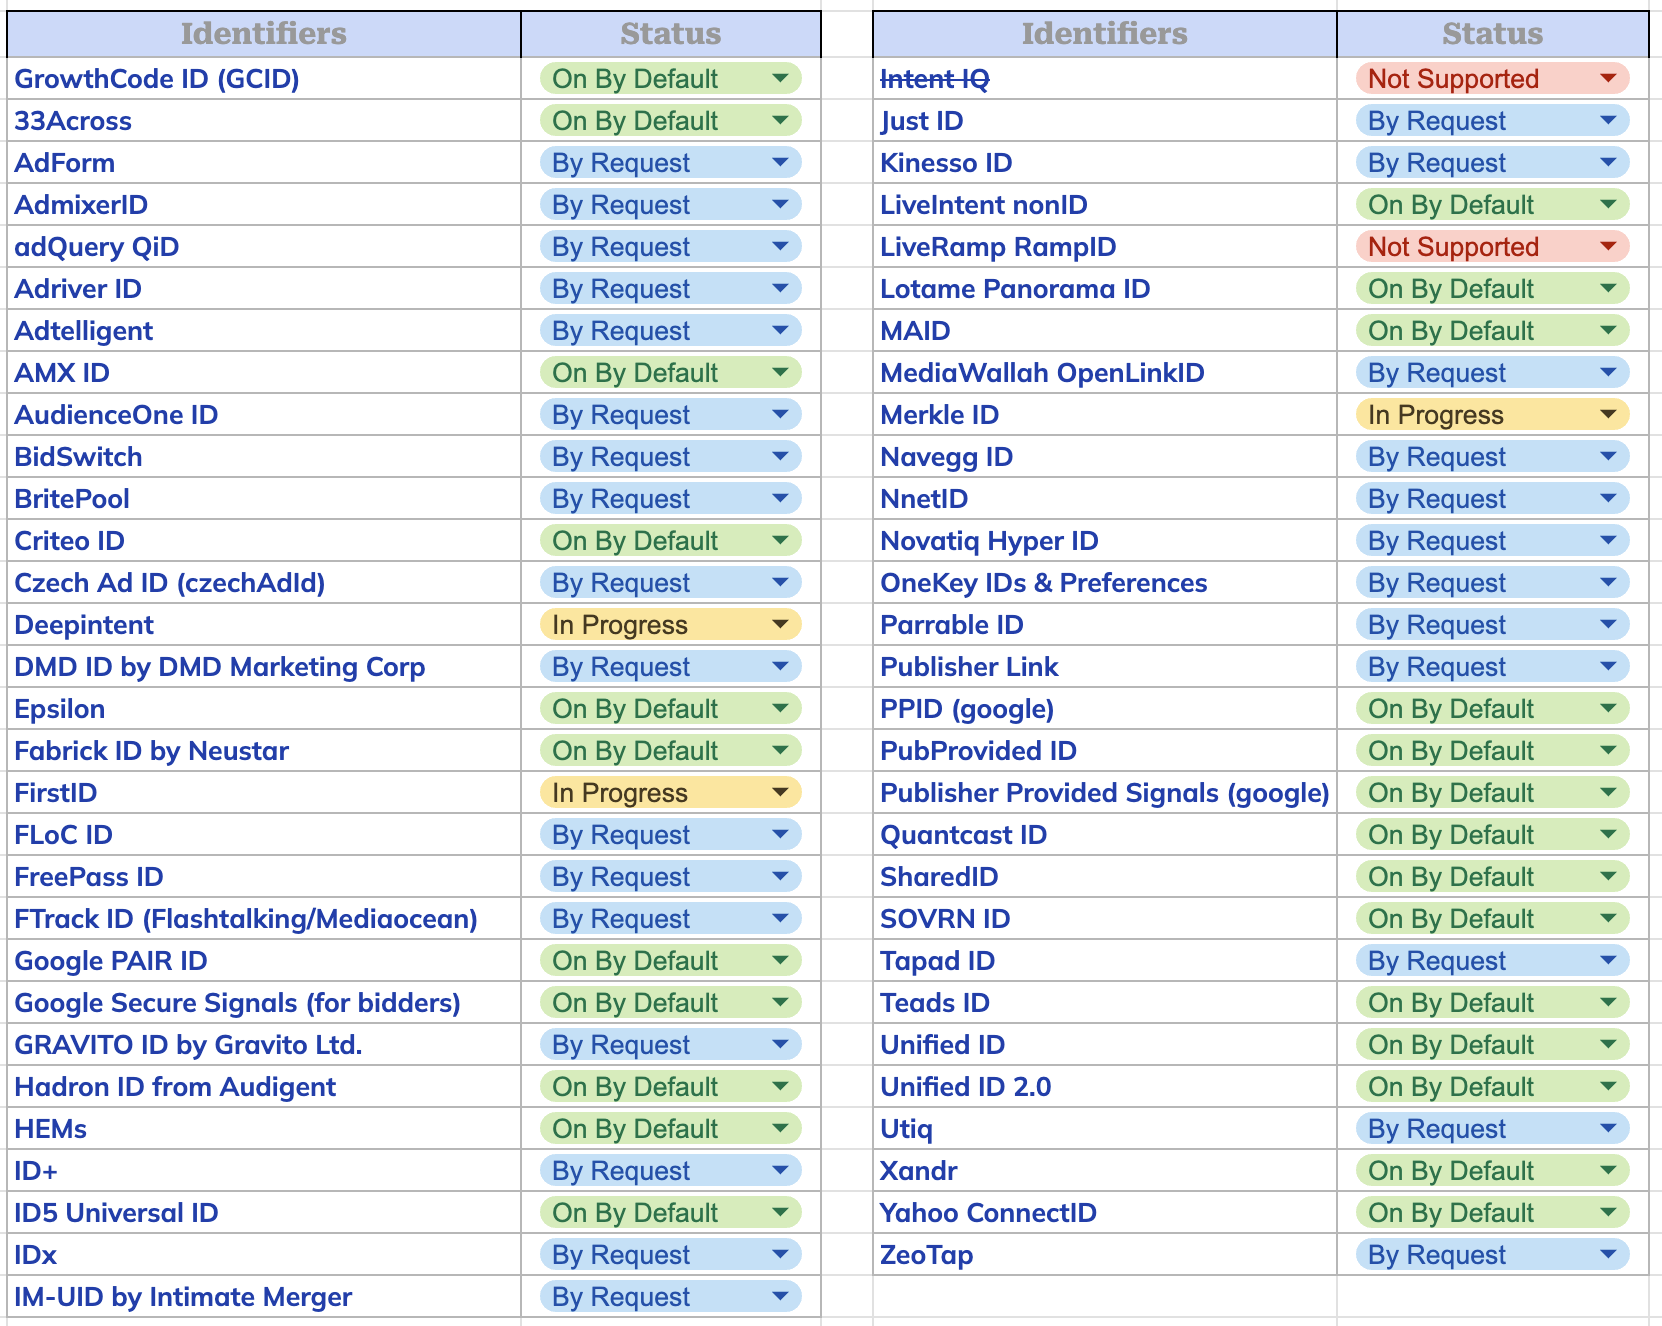 Identifiers Status
GrowthCode ID (GCID) On By Default
33Across On By Default
AdForm By Request
AdmixerID By Request
adQuery QiD By Request
Adriver ID By Request
Adtelligent By Request
AMX ID On By Default
AudienceOne ID By Request
BidSwitch By Request
BritePool By Request
Criteo ID On By Default
Czech Ad ID (czechAdId) By Request
Deepintent In Progress
DMD ID by DMD Marketing Corp By Request
Epsilon On By Default
Fabrick ID by Neustar On By Default
FirstID In Progress
FLoC ID By Request
FreePass ID By Request
FTrack ID (Flashtalking/Mediaocean) By Request
Google PAIR ID On By Default
Google Secure Signals (for bidders) On By Default
GRAVITO ID by Gravito Ltd. By Request
Hadron ID from Audigent On By Default
HEMs On By Default
ID+ By Request
ID5 Universal ID On By Default
IDx By Request
IM-UID by Intimate Merger By Request
Identifiers Status
Intent IQ Not Supported
Just ID By Request
Kinesso ID By Request
LiveIntent nonID On By Default
LiveRamp RampID Not Supported
Lotame Panorama ID On By Default
MAID On By Default
MediaWallah OpenLinkID By Request
Merkle ID In Progress
Navegg ID By Request
NnetID By Request
Novatiq Hyper ID By Request
OneKey IDs & Preferences By Request
Parrable ID By Request
Publisher Link By Request
PPID (google) On By Default
PubProvided ID On By Default
Publisher Provided Signals (google) On By Default
Quantcast ID On By Default
SharedID On By Default
SOVRN ID On By Default
Tapad ID By Request
Teads ID On By Default
Unified ID On By Default
Unified ID 2.0 On By Default
Utiq By Request
Xandr On By Default
Yahoo ConnectID On By Default
ZeoTap By Request